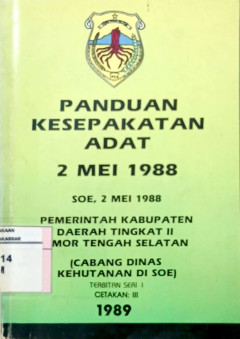 PANDUAN
KESEPAKATAN
ADAT
2 MEI 1988
SOE, 2 MEI 1988
PEMERINTAH KABUPATEN
DAERAH TINGKAT II
MOR TENGAH SELATAN
(CABANG DINAS
KEHUTANAN DI SOE)
TERBITAN SERI I
CETAKAN: III
1989
14